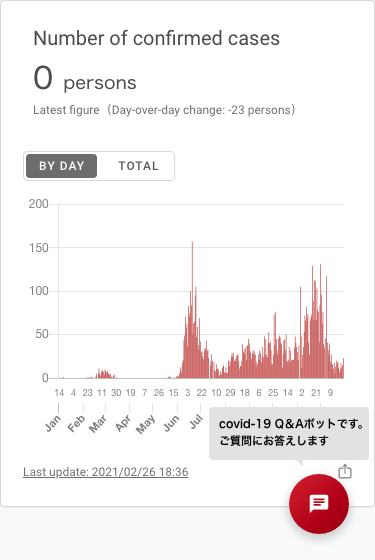 Number of confirmed cases
0 persons
Latest figure（Day-over-day change: -23 persons）
BY DAY TOTAL
200
150
100
50
0
14 4 23 11 30 19 7 26 15 3 22 10 29 18 6 25 14 2 21 9
Jan Feb Mar Apr May Jun Jul
covid-19 Q&Aボットです。
ご質問にお答えします
Last update: 2021/02/26 18:36